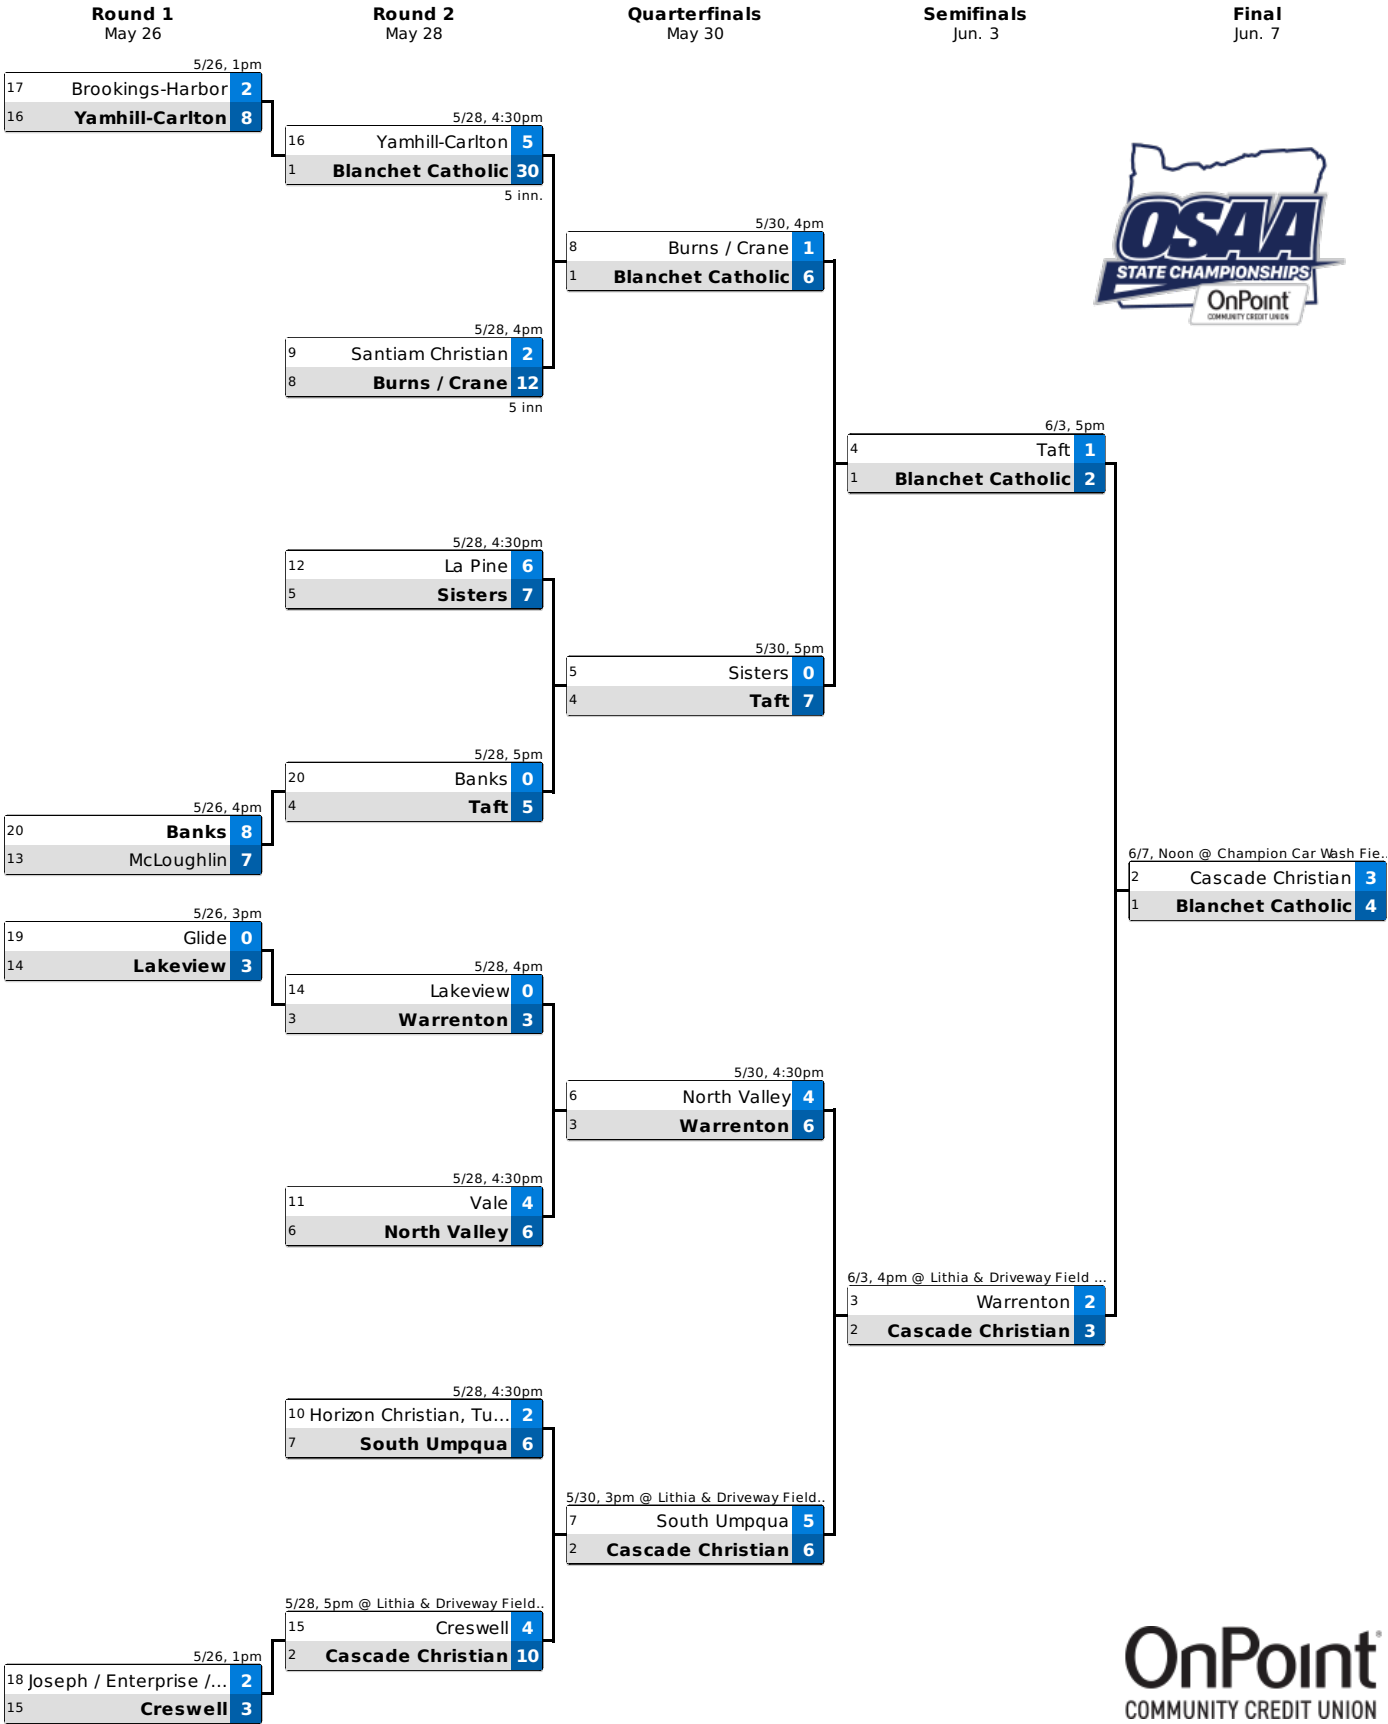 Round 1
May 26
Round 2
May 28
Quarterfinals
May 30
Semifinals
Jun. 3
Final
Jun. 7
5/26, 1pm
17 Brookings-Harbor 2
16 Yamhill-Carlton 8
5/28, 4:30pm
16 Yamhill-Carlton 5
1 Blanchet Catholic 30
5 inn.
5/30, 4pm
8 Burns / Crane 1
1 Blanchet Catholic 6
OSAA
STATE CHAMPIONSHIPS
OnPoint
COMMUNITY CREDIT UNION
5/28, 4pm
9 Santiam Christian 2
8 Burns / Crane 12
5 inn
6/3, 5pm
4 Taft 1
1 Blanchet Catholic 2
5/28, 4:30pm
12 La Pine 6
5 Sisters 7
5/30, 5pm
5 Sisters 0
4 Taft 7
5/28, 5pm
20 Banks 0
4 Taft 5
5/26, 4pm
20 Banks 8
13 McLoughlin 7
6/7, Noon @ Champion Car Wash Fie..
2 Cascade Christian 3
1 Blanchet Catholic 4
5/26, 3pm
19 Glide 0
14 Lakeview 3
5/28, 4pm
14 Lakeview 0
3 Warrenton 3
5/30, 4:30pm
6 North Valley 4
3 Warrenton 6
5/28, 4:30pm
11 Vale 4
6 North Valley 6
6/3, 4pm @ Lithia & Driveway Field ...
3 Warrenton 2
2 Cascade Christian 3
5/28, 4:30pm
10 Horizon Christian, Tu... 2
7 South Umpqua 6
5/30, 3pm @ Lithia & Driveway Field..
7 South Umpqua 5
2 Cascade Christian 6
5/28, 5pm @ Lithia & Driveway Field..
15 Creswell 4
2 Cascade Christian 10
5/26, 1pm
18 Joseph / Enterprise /... 2
15 Creswell 3
OnPoint®
COMMUNITY CREDIT UNION